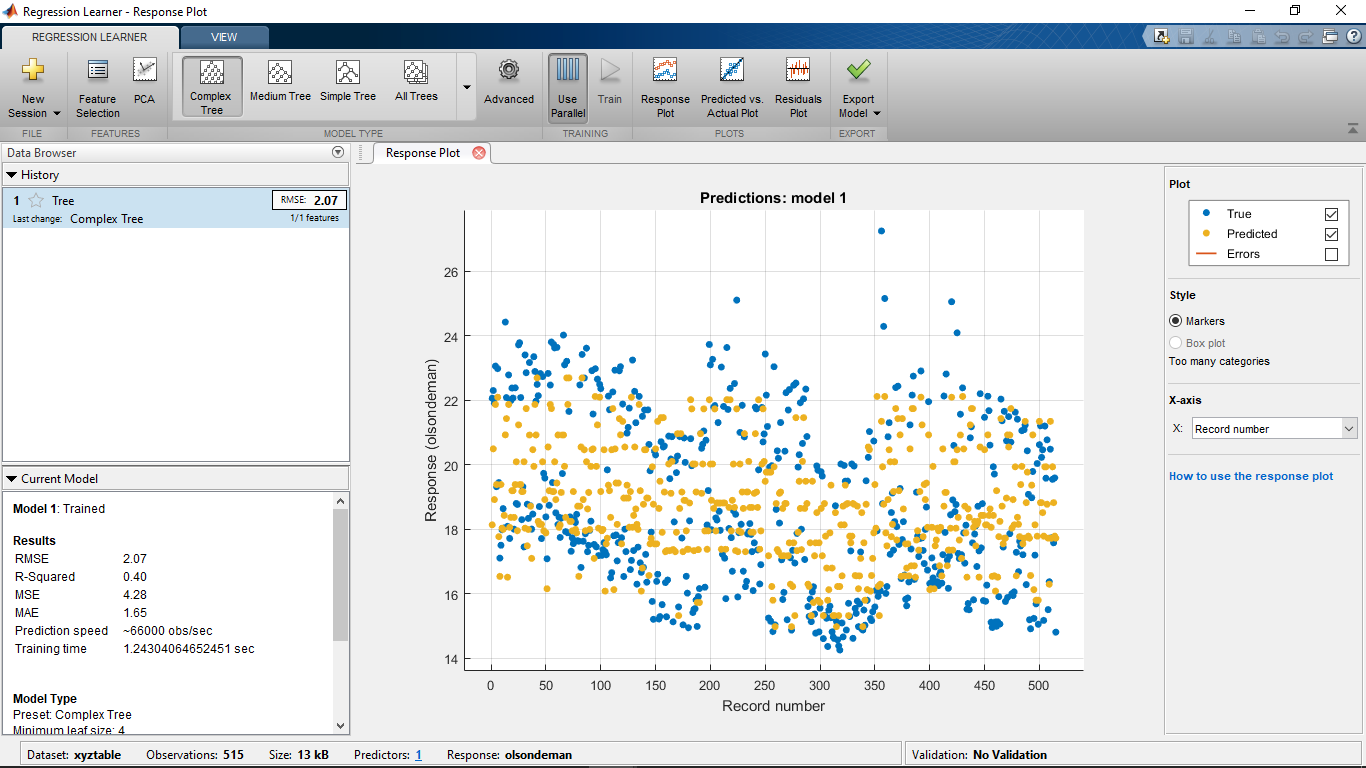 Regression Learner - Response Plot
REGRESSION LEARNER
VIEW
New Session
Feature Selection
PCA
Complex Tree
Medium Tree
Simple Tree
All Trees
Advanced
Use Parallel
Train
Response Plot
Predicted vs. Actual Plot
Residuals Plot
Export Model
FILE
FEATURES
MODEL TYPE
TRAINING
PLOTS
EXPORT
Data Browser
History
1 Tree RMSE: 2.07
Last change: Complex Tree 1/1 features
Current Model
Model 1: Trained
Results
RMSE 2.07
R-Squared 0.40
MSE 4.28
MAE 1.65
Prediction speed ~66000 obs/sec
Training time 1.24304064652451 sec
Model Type
Preset: Complex Tree
Minimum leaf size: 4
Response Plot
Predictions: model 1
Response (olsondeman)
26
24
22
20
18
16
14
0 50 100 150 200 250 300 350 400 450 500
Record number
Plot
True
Predicted
Errors
Style
Markers
Box plot
Too many categories
X-axis
X: Record number
How to use the response plot
Dataset: xyztable Observations: 515 Size: 13 kB Predictors: 1 Response: olsondeman
Validation: No Validation